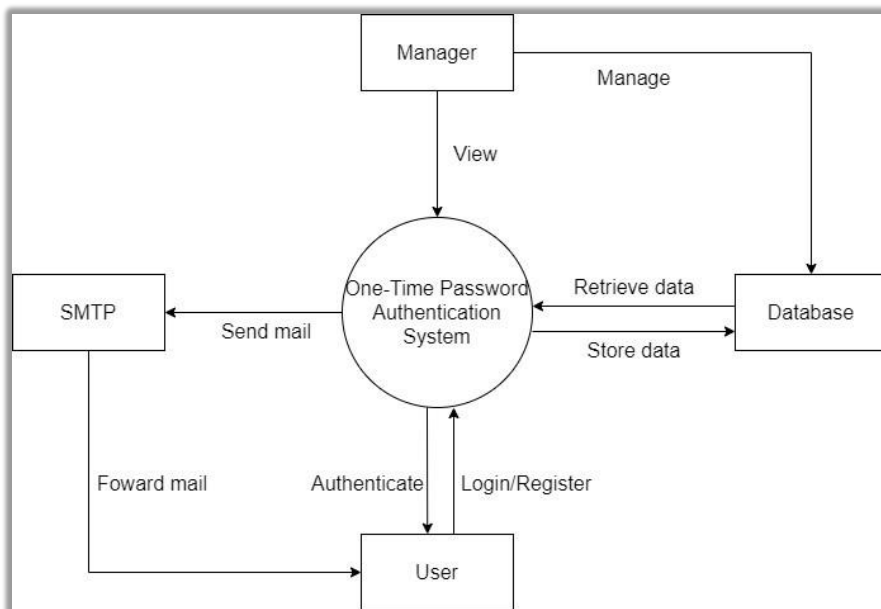 Manager
Manage
View
One-Time Password
Authentication
System
Retrieve data
Database
SMTP
Send mail
Store data
Foward mail
Authenticate
Login/Register
User